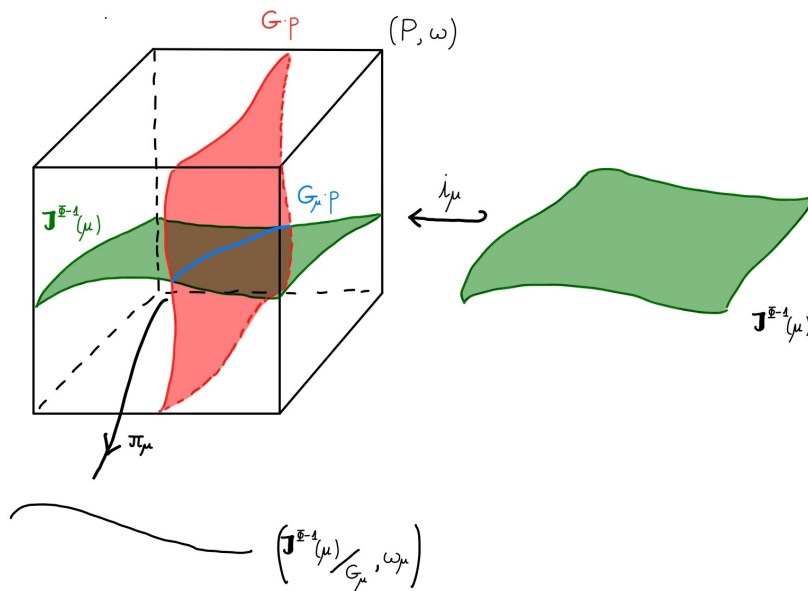 G·p
(P, ω)
G_μ·p
J^{Φ-1}(μ)
i_μ
J^{Φ-1}(μ)
π_μ
(J^{Φ-1}(μ)/G_μ, ω_μ)